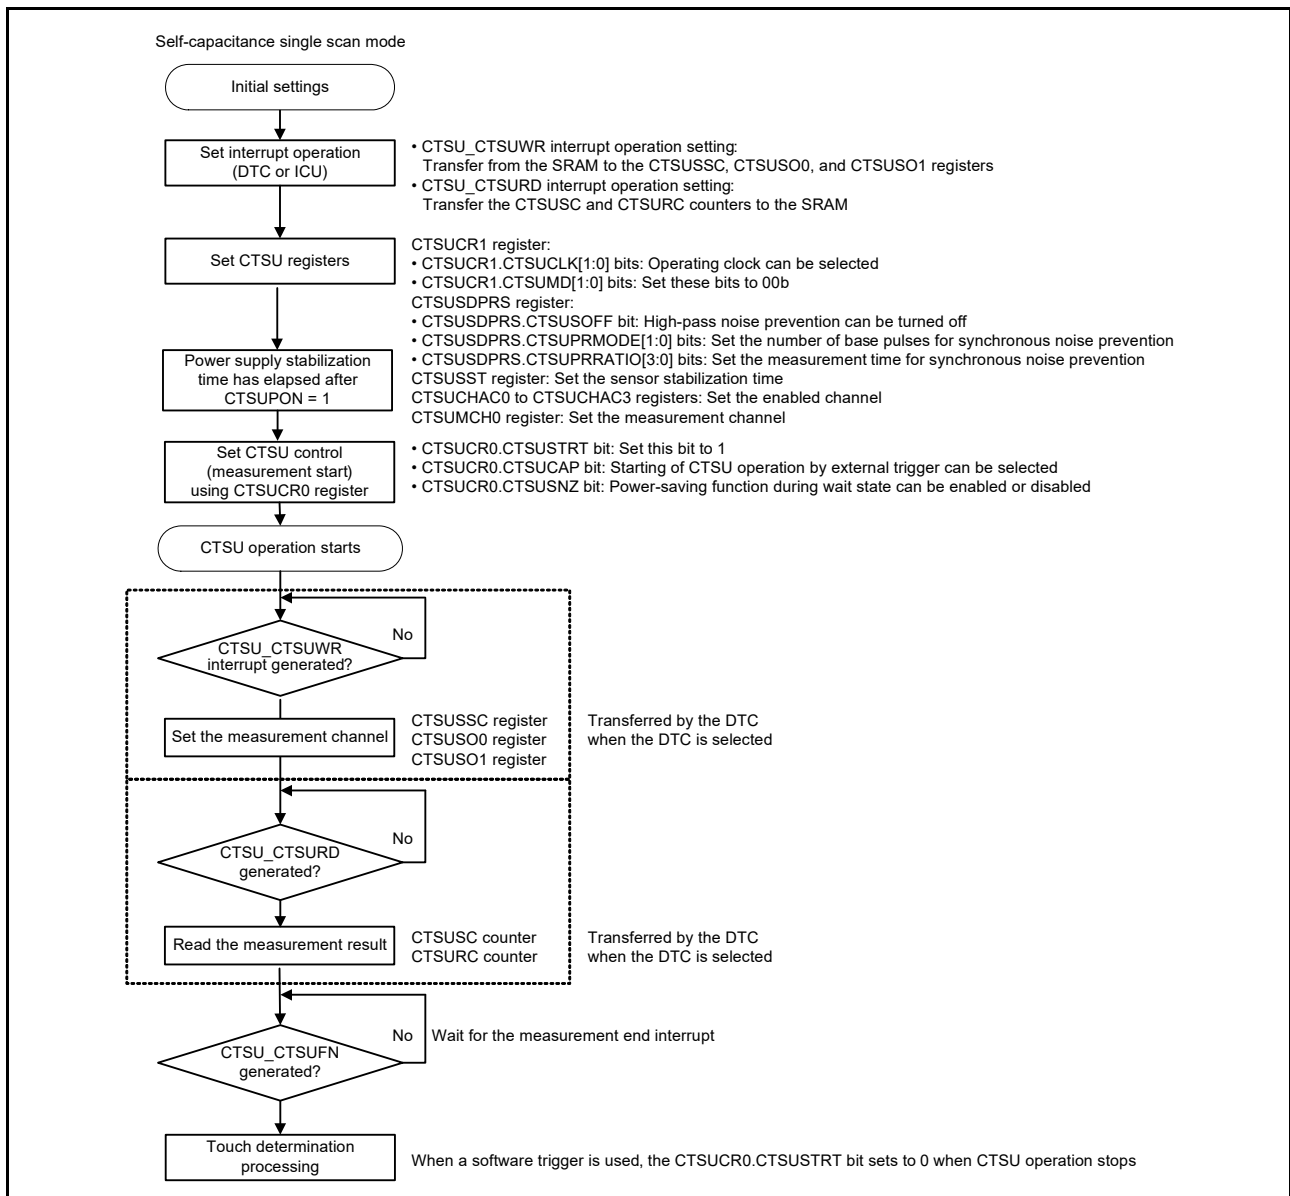 Self-capacitance single scan mode
Initial settings
Set interrupt operation
(DTC or ICU)
• CTSU_CTSUWR interrupt operation setting:
Transfer from the SRAM to the CTSUSSC, CTSUSO0, and CTSUSO1 registers
• CTSU_CTSURD interrupt operation setting:
Transfer the CTSUSC and CTSURC counters to the SRAM
Set CTSU registers
CTSUCR1 register:
• CTSUCR1.CTSUCLK[1:0] bits: Operating clock can be selected
• CTSUCR1.CTSUMD[1:0] bits: Set these bits to 00b
CTSUSDPRS register:
• CTSUSDPRS.CTSUSOFF bit: High-pass noise prevention can be turned off
• CTSUSDPRS.CTSUPRMODE[1:0] bits: Set the number of base pulses for synchronous noise prevention
• CTSUSDPRS.CTSUPRRATIO[3:0] bits: Set the measurement time for synchronous noise prevention
CTSUSST register: Set the sensor stabilization time
CTSUCHAC0 to CTSUCHAC3 registers: Set the enabled channel
CTSUMCH0 register: Set the measurement channel
Power supply stabilization
time has elapsed after
CTSUPON = 1
Set CTSU control
(measurement start)
using CTSUCR0 register
• CTSUCR0.CTSUSTRT bit: Set this bit to 1
• CTSUCR0.CTSUCAP bit: Starting of CTSU operation by external trigger can be selected
• CTSUCR0.CTSUSNZ bit: Power-saving function during wait state can be enabled or disabled
CTSU operation starts
No
CTSU_CTSUWR
interrupt generated?
Set the measurement channel
CTSUSSC register
CTSUSO0 register
CTSUSO1 register
Transferred by the DTC
when the DTC is selected
No
CTSU_CTSURD
generated?
Read the measurement result
CTSUSC counter
CTSURC counter
Transferred by the DTC
when the DTC is selected
No
Wait for the measurement end interrupt
CTSU_CTSUFN
generated?
Touch determination
processing
When a software trigger is used, the CTSUCR0.CTSUSTRT bit sets to 0 when CTSU operation stops